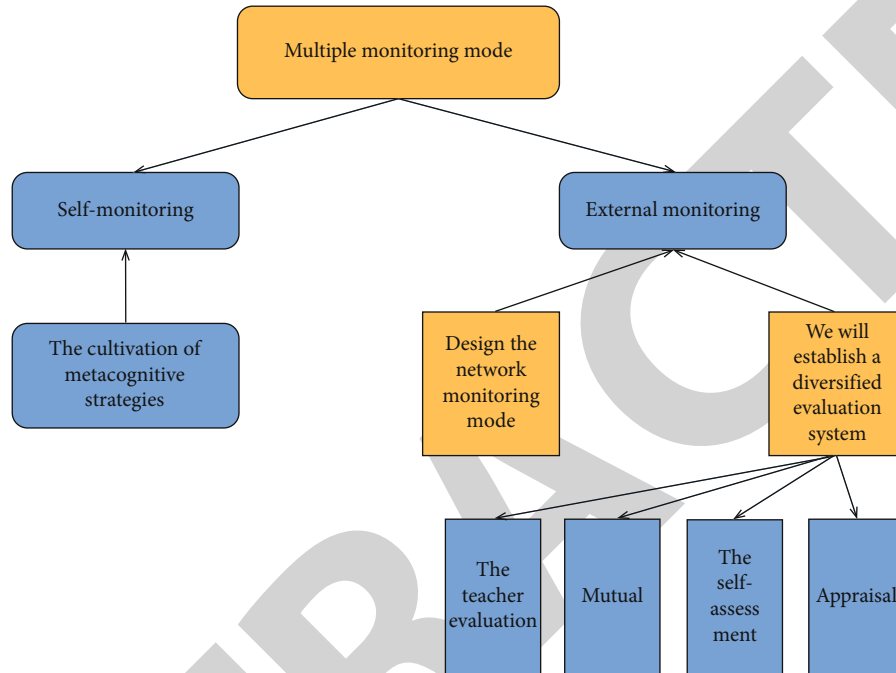 Multiple monitoring mode
Self-monitoring
External monitoring
The cultivation of
metacognitive
strategies
Design the
network
monitoring
mode
We will
establish a
diversified
evaluation
system
The
teacher
evaluation
Mutual
The
self-
assess
ment
Appraisal